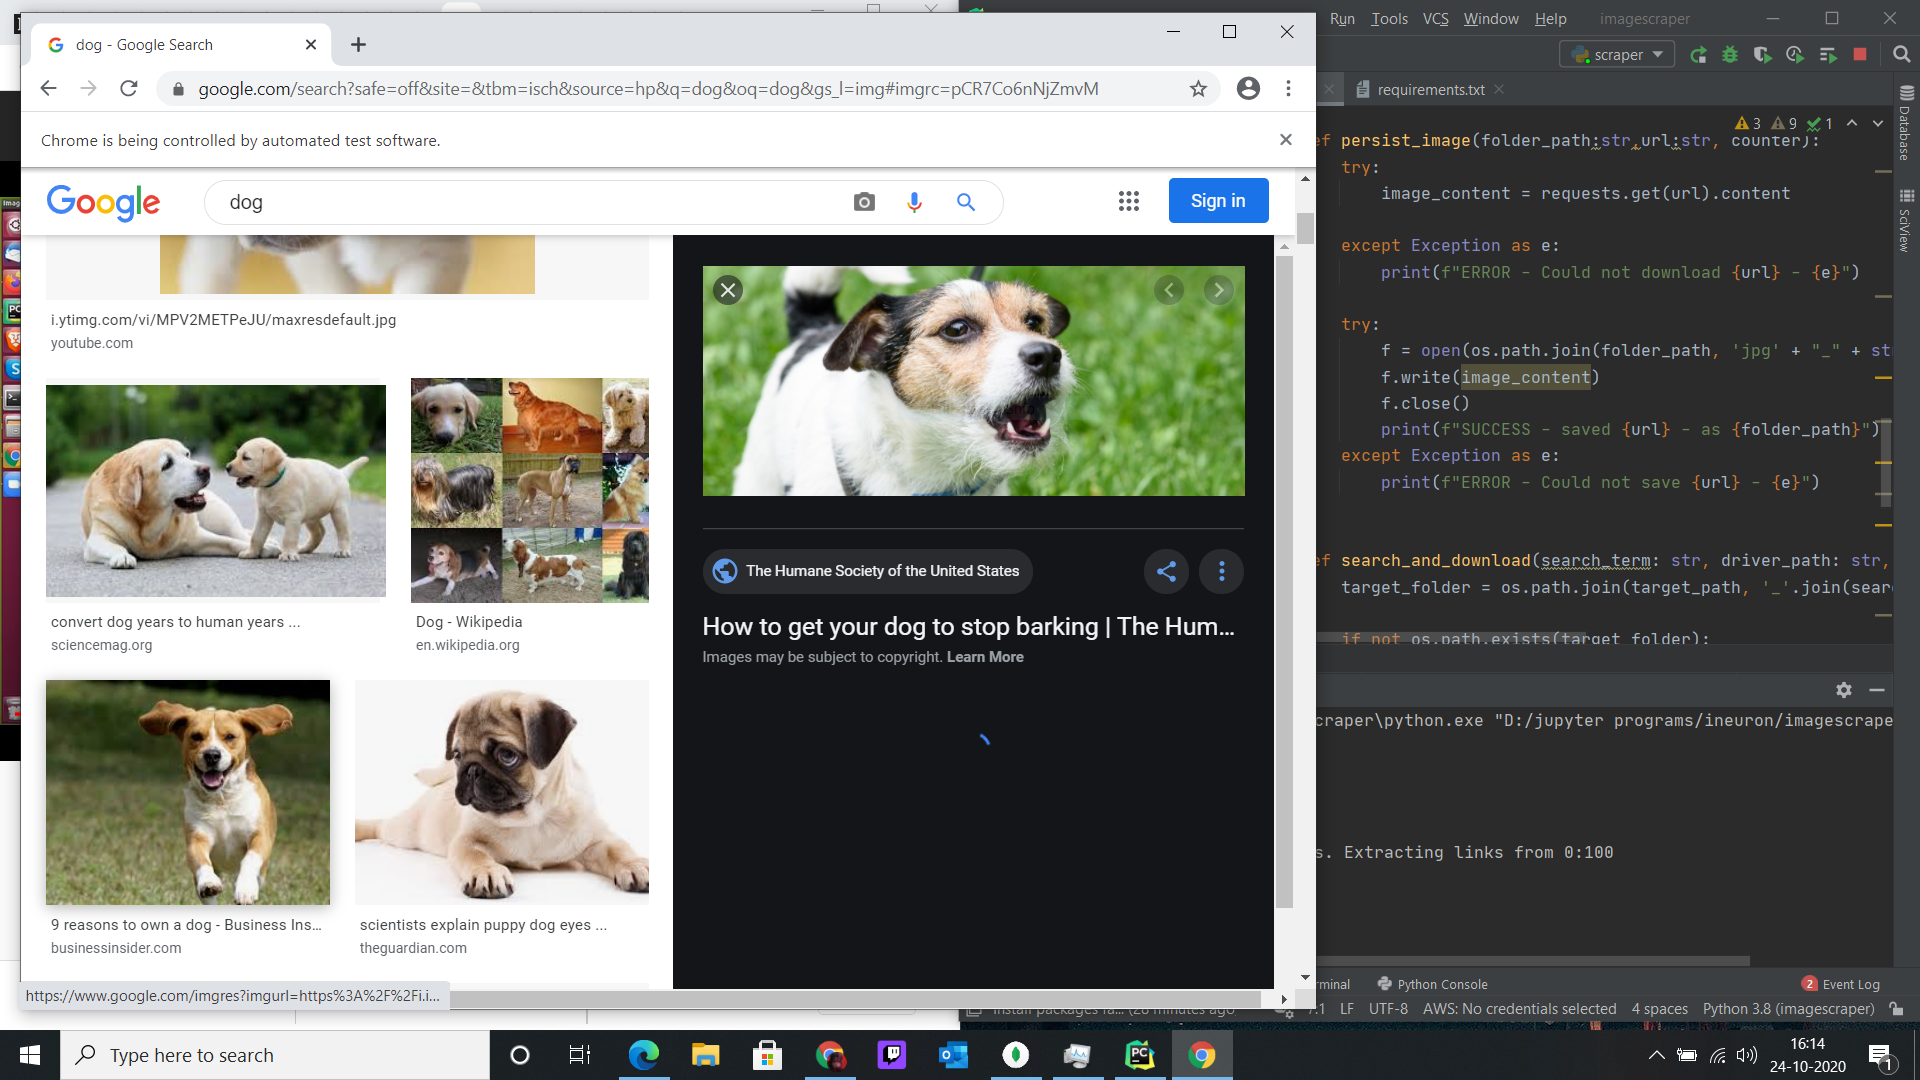 dog - Google Search
google.com/search?safe=off&site=&tbm=isch&source=hp&q=dog&oq=dog&gs_l=img#imgrc=pCR7Co6nNjZmvM
Chrome is being controlled by automated test software.
Google
dog
Sign in
i.ytimg.com/vi/MPV2METPeJU/maxresdefault.jpg
youtube.com
convert dog years to human years ...
sciencemag.org
Dog - Wikipedia
en.wikipedia.org
9 reasons to own a dog - Business Ins...
businessinsider.com
scientists explain puppy dog eyes ...
theguardian.com
The Humane Society of the United States
How to get your dog to stop barking | The Hum...
Images may be subject to copyright. Learn More
https://www.google.com/imgres?imgurl=https%3A%2F%2Fi.i...
Run Tools VCS Window Help imagescraper
scraper
requirements.txt
3 9 1
ef persist_image(folder_path:str,url:str, counter):
try:
image_content = requests.get(url).content
except Exception as e:
print(f"ERROR - Could not download {url} - {e}")
try:
f = open(os.path.join(folder_path, 'jpg' + "_" + st
f.write(image_content)
f.close()
print(f"SUCCESS - saved {url} - as {folder_path}")
except Exception as e:
print(f"ERROR - Could not save {url} - {e}")
ef search_and_download(search_term: str, driver_path: str,
target_folder = os.path.join(target_path, '_'.join(sear
if not os.path.exists(target_folder):
Database
SciView
craper\python.exe "D:/jupyter programs/ineuron/imagescrape
s. Extracting links from 0:100
rminal Python Console 2 Event Log
Install packages fa... (28 minutes ago 7:1 LF UTF-8 AWS: No credentials selected 4 spaces Python 3.8 (imagescraper)
Type here to search
16:14
24-10-2020
1